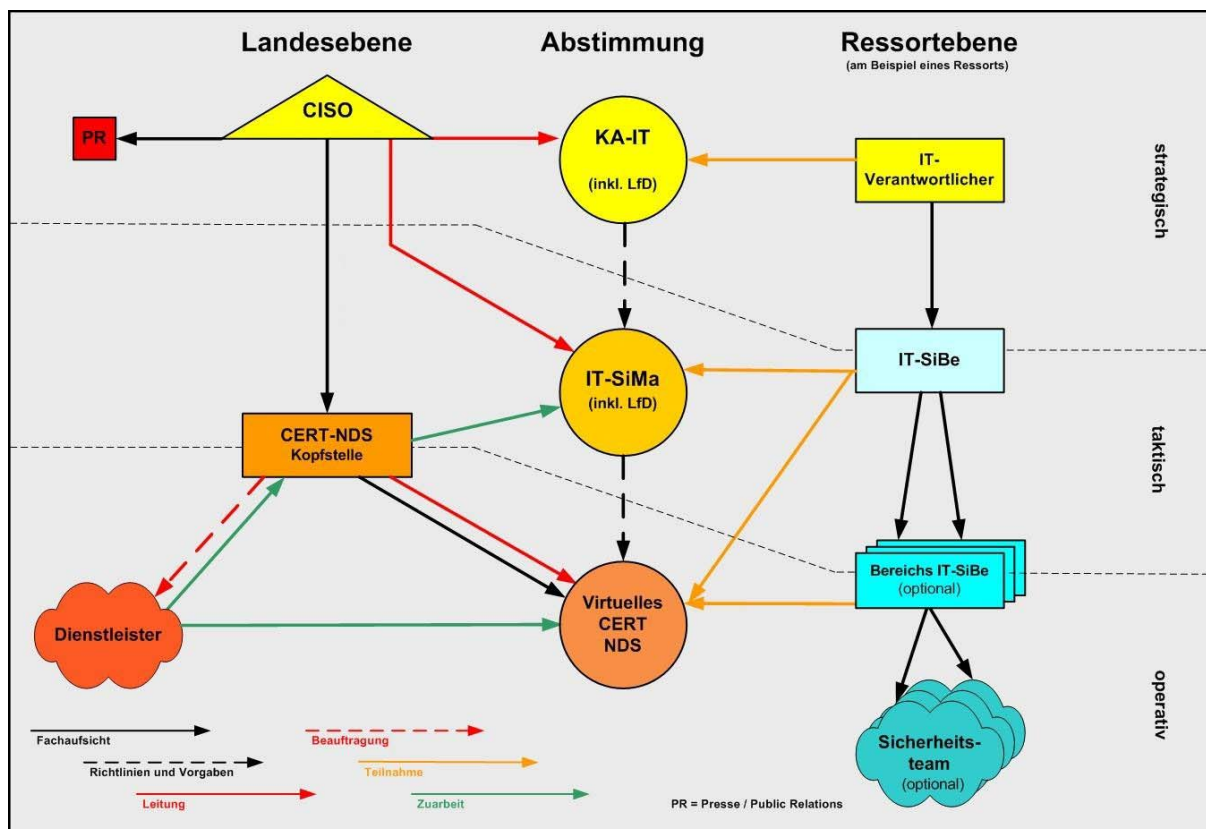 Landesebene
Abstimmung
Ressortebene
(am Beispiel eines Ressorts)
CISO
PR
KA-IT
(inkl. LfD)
IT-
Verantwortlicher
strategisch
IT-SiMa
(inkl. LfD)
IT-SiBe
CERT-NDS
Kopfstelle
taktisch
Bereichs IT-SiBe
(optional)
Dienstleister
Virtuelles
CERT
NDS
operativ
Sicherheits-
team
(optional)
Fachaufsicht
Beauftragung
Richtlinien und Vorgaben
Teilnahme
Leitung
Zuarbeit
PR = Presse / Public Relations